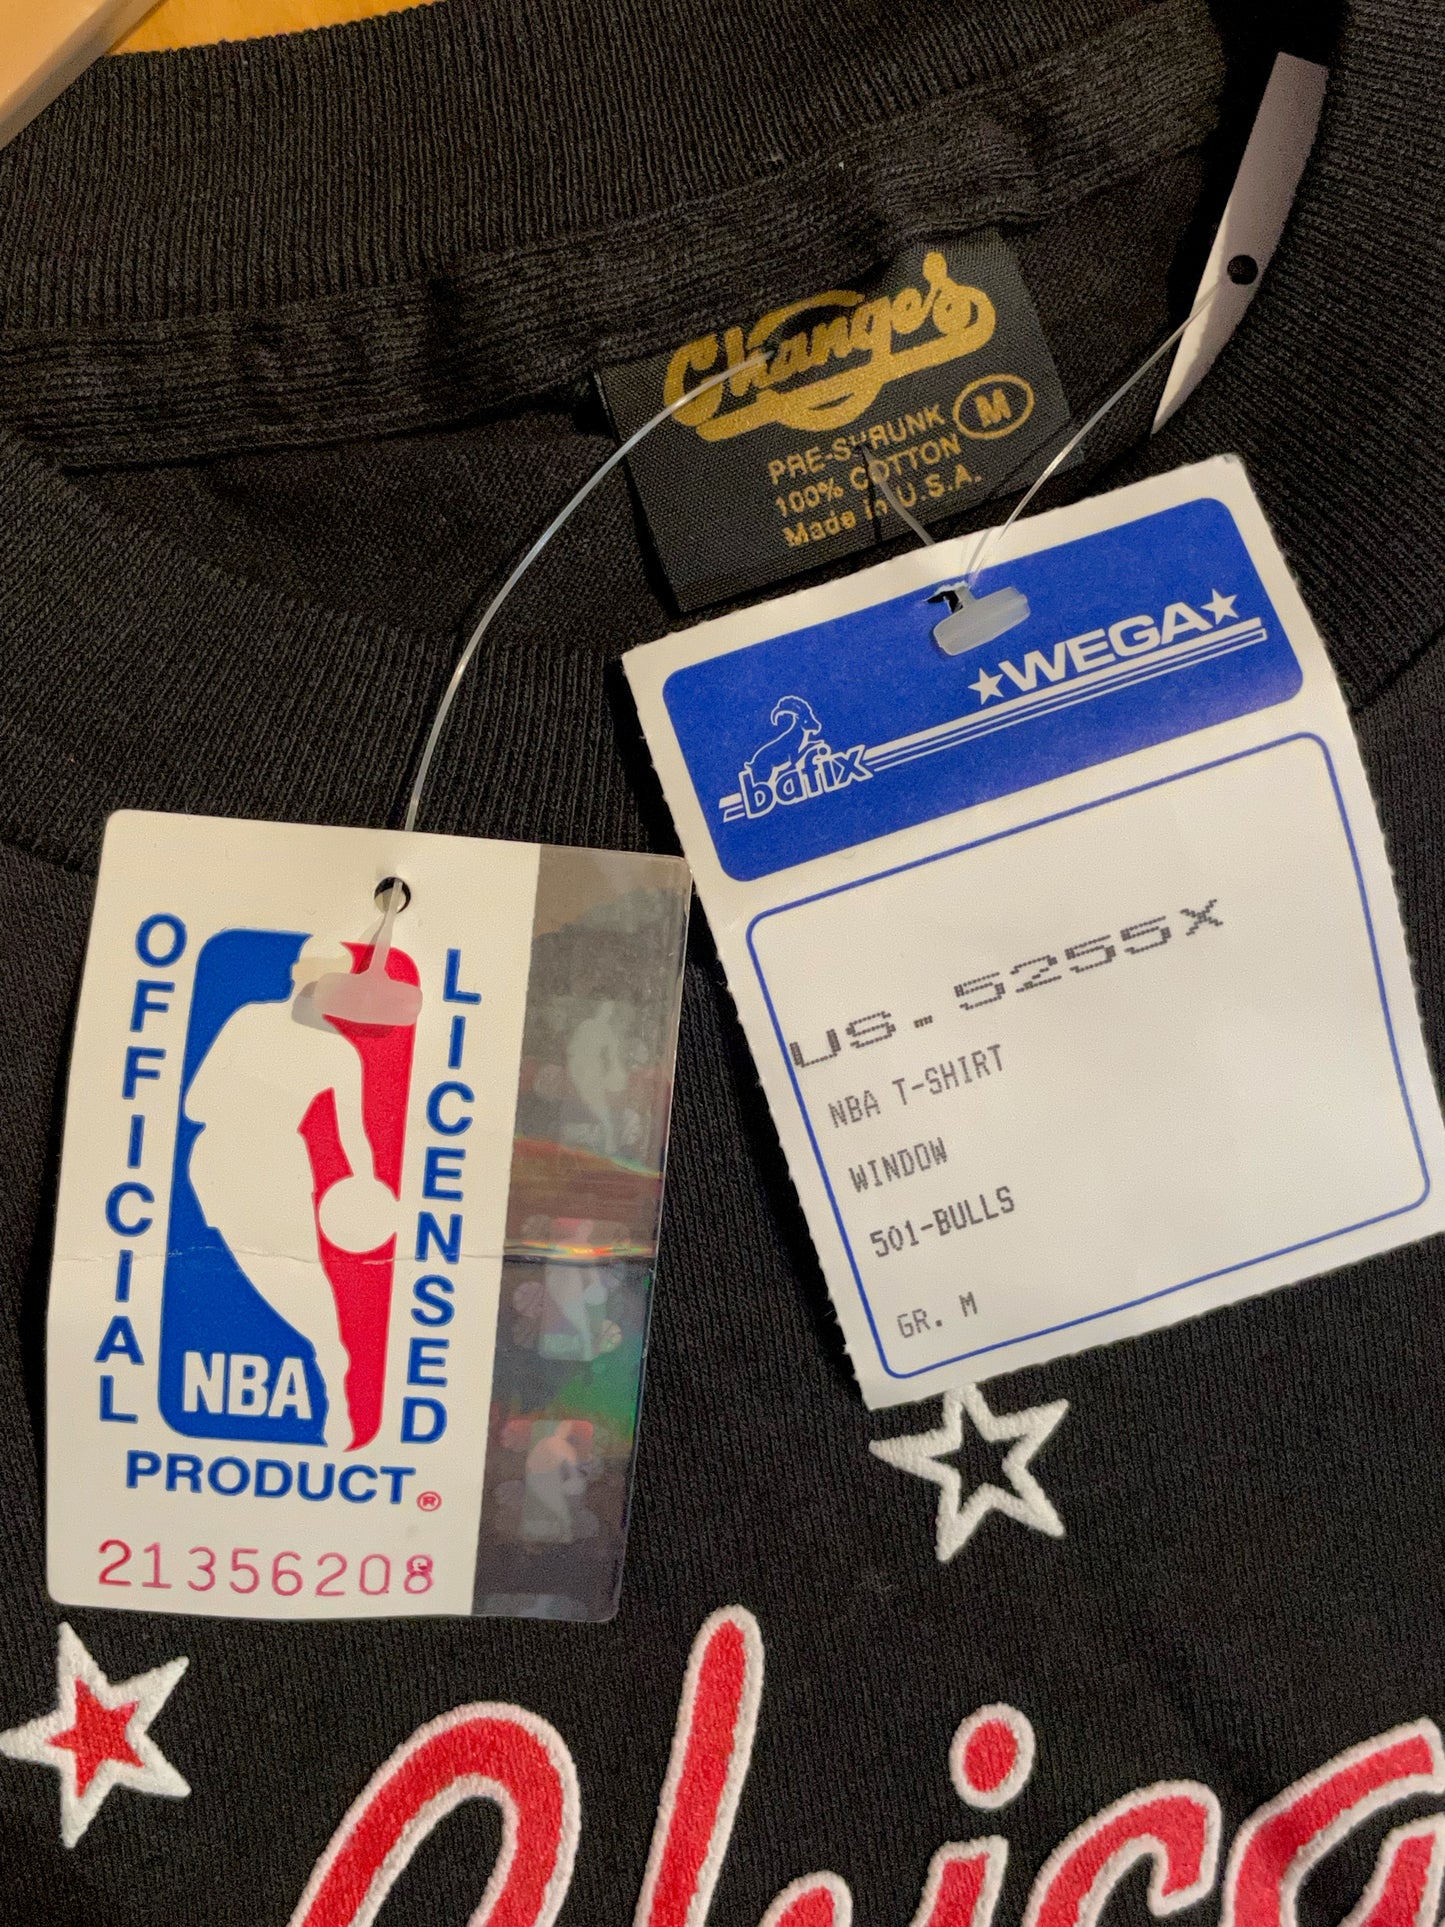 Changes
PRE-SHRUNK
M
100% COTTON
Made in U.S.A.
WEGA
bafix
US.5255X
NBA T-SHIRT
WINDOW
501-BULLS
GR. M
OFFICIAL
LICENSED
NBA
PRODUCT®
21356208
Chica